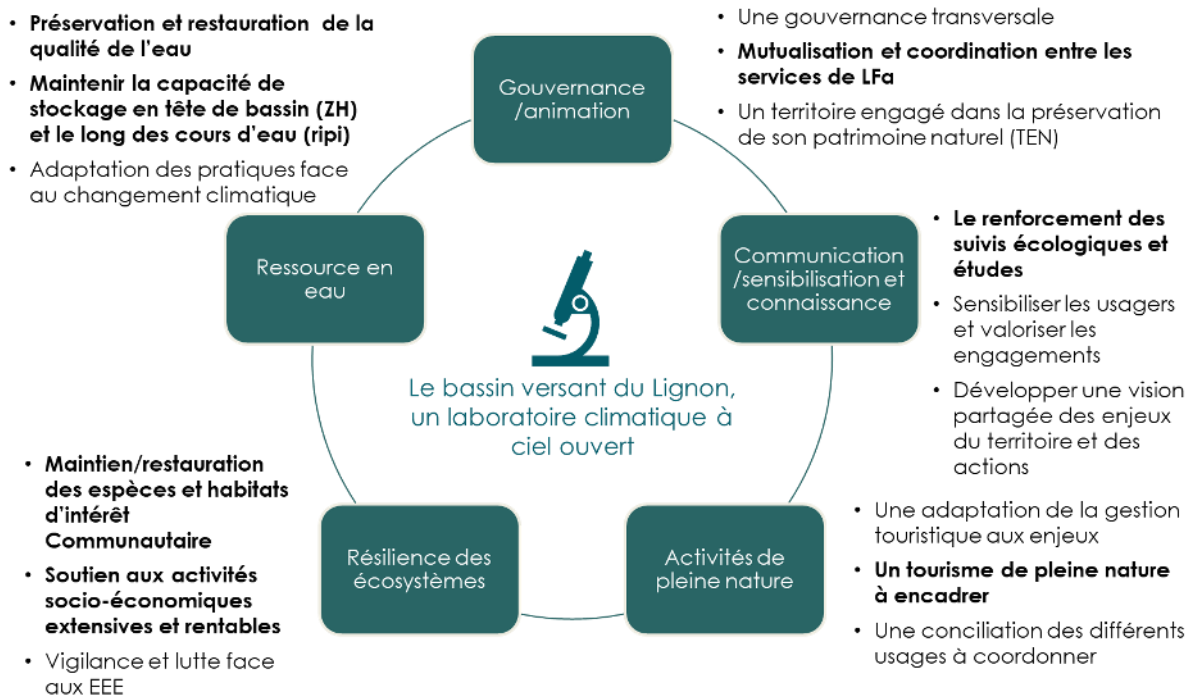 • Préservation et restauration de la
qualité de l'eau
• Maintenir la capacité de
stockage en tête de bassin (ZH)
et le long des cours d'eau (ripi)
• Adaptation des pratiques face
au changement climatique
Gouvernance
/animation
• Une gouvernance transversale
• Mutualisation et coordination entre les
services de LFa
• Un territoire engagé dans la préservation
de son patrimoine naturel (TEN)
Ressource en
eau
Communication
/sensibilisation et
connaissance
• Le renforcement des
suivis écologiques et
études
• Sensibiliser les usagers
et valoriser les
engagements
• Développer une vision
partagée des enjeux
du territoire et des
actions
Le bassin versant du Lignon,
un laboratoire climatique à
ciel ouvert
• Maintien/restauration
des espèces et habitats
d'intérêt
Communautaire
• Soutien aux activités
socio-économiques
extensives et rentables
• Vigilance et lutte face
aux EEE
Résilience des
écosystèmes
Activités de
pleine nature
• Une adaptation de la gestion
touristique aux enjeux
• Un tourisme de pleine nature
à encadrer
• Une conciliation des différents
usages à coordonner